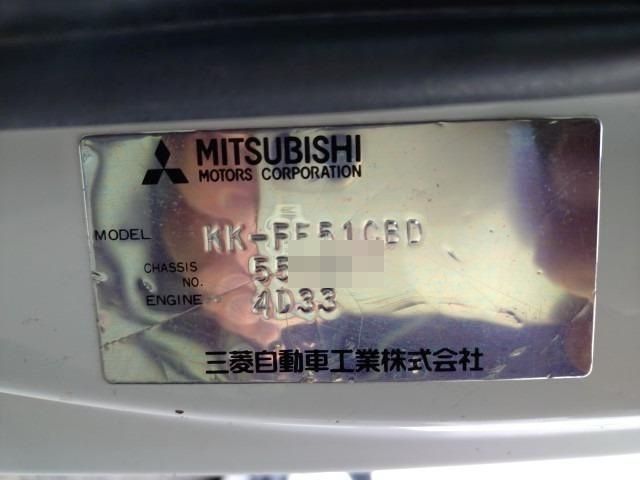 MITSUBISHI
MOTORS CORPORATION
MODEL KK-FE51CBD
CHASSIS NO. 55
ENGINE 4D33
三菱自動車工業株式会社